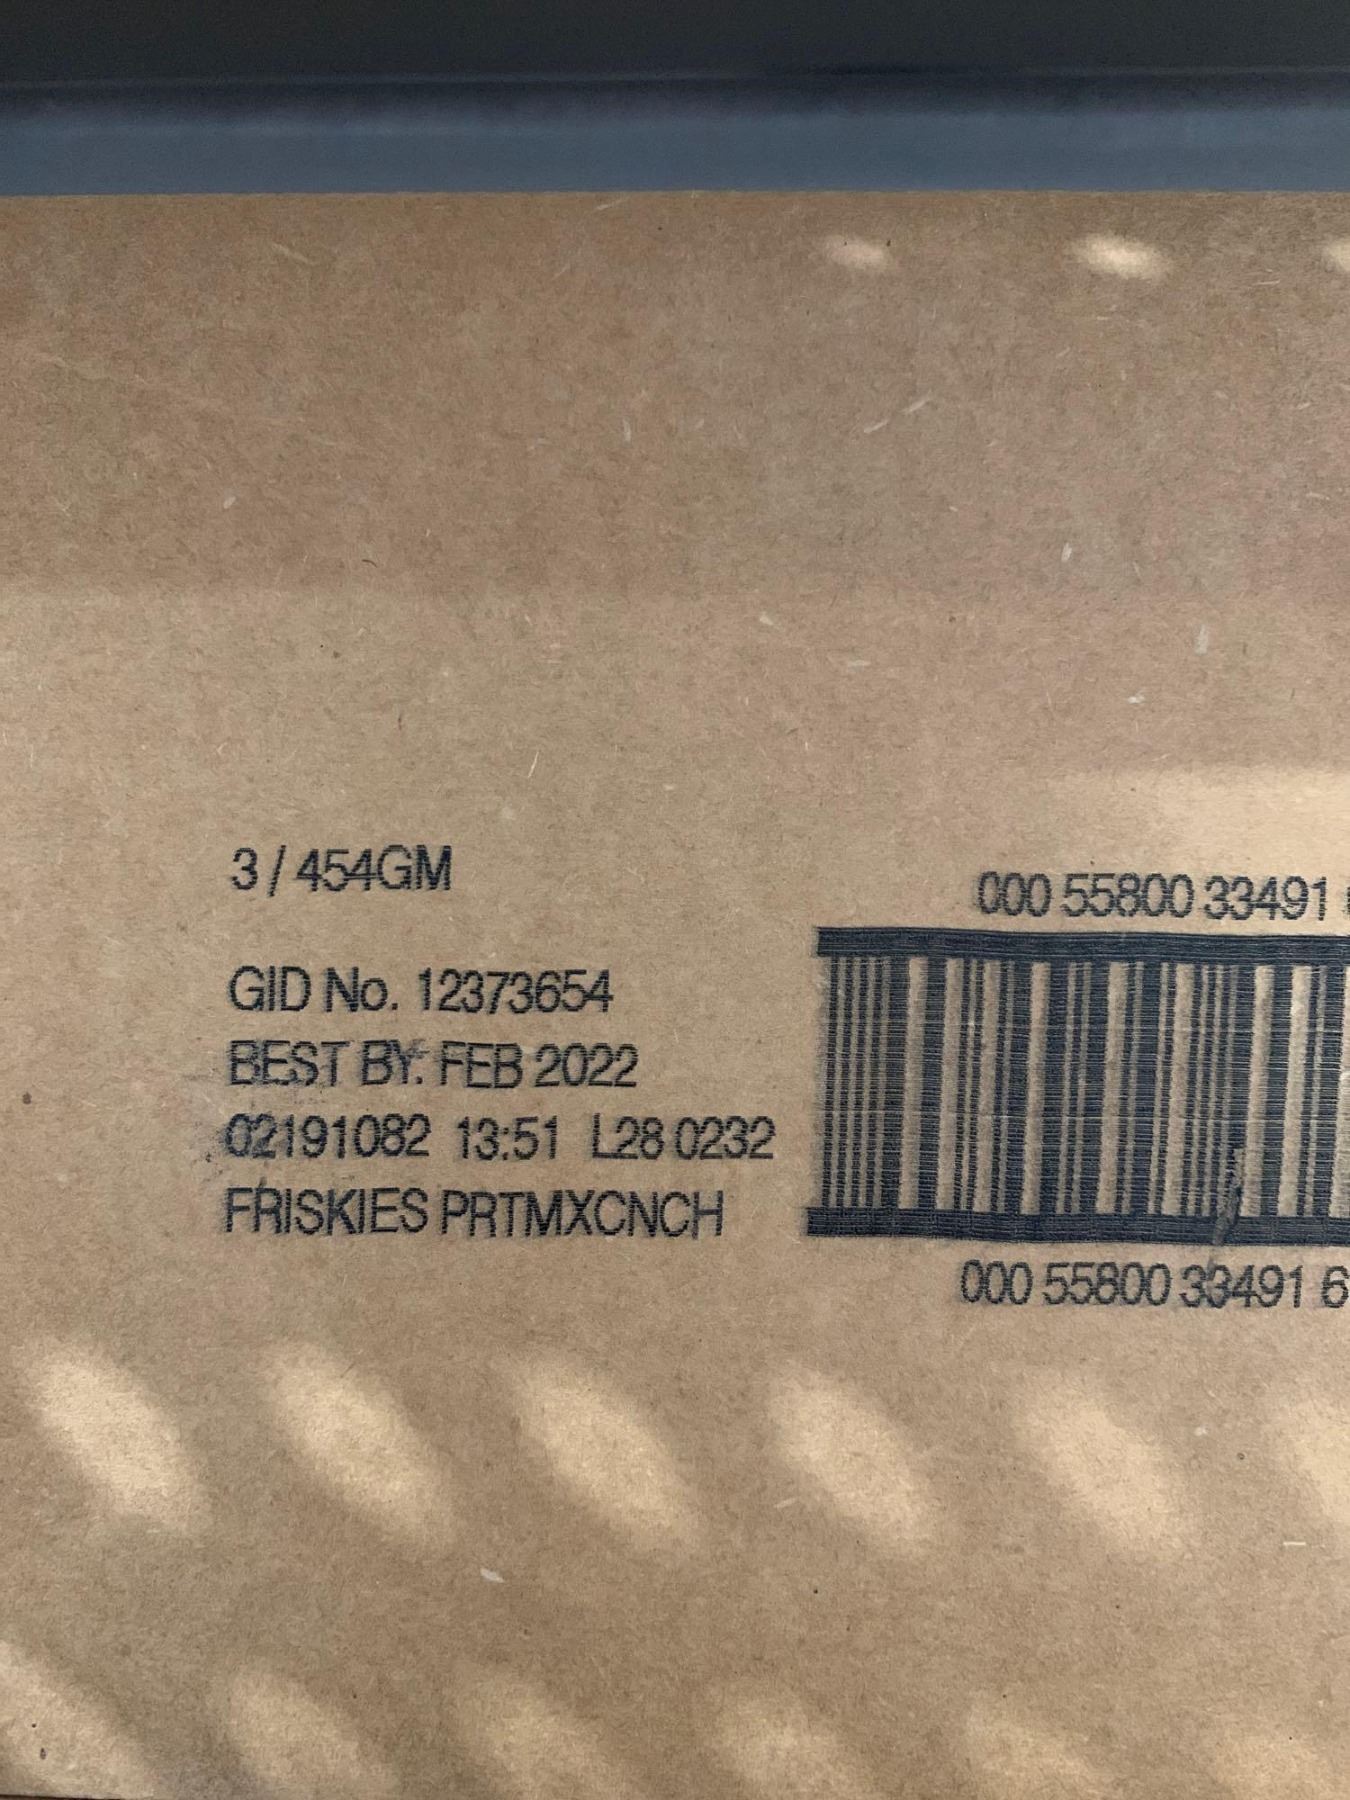 3 / 454GM
GID No. 12373654
BEST BY: FEB 2022
02191082 13:51 L28 0232
FRISKIES PRTMXCNCH
000 55800 33491
000 55800 33491 6